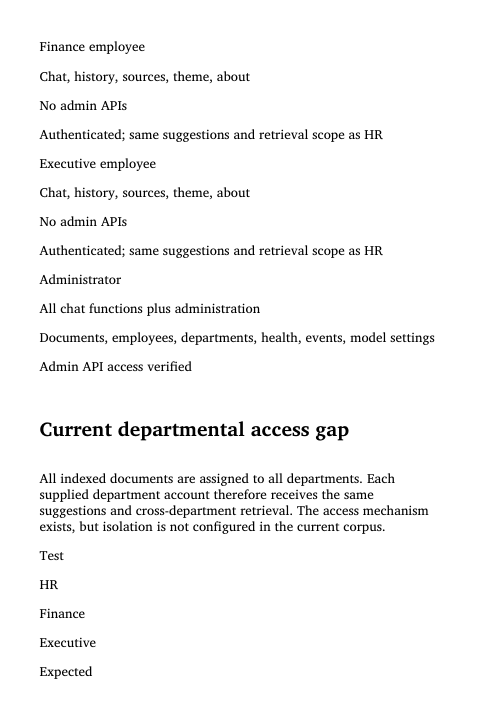 Finance employee
Chat, history, sources, theme, about
No admin APIs
Authenticated; same suggestions and retrieval scope as HR
Executive employee
Chat, history, sources, theme, about
No admin APIs
Authenticated; same suggestions and retrieval scope as HR
Administrator
All chat functions plus administration
Documents, employees, departments, health, events, model settings
Admin API access verified
Current departmental access gap
All indexed documents are assigned to all departments. Each
supplied department account therefore receives the same
suggestions and cross-department retrieval. The access mechanism
exists, but isolation is not configured in the current corpus.
Test
HR
Finance
Executive
Expected